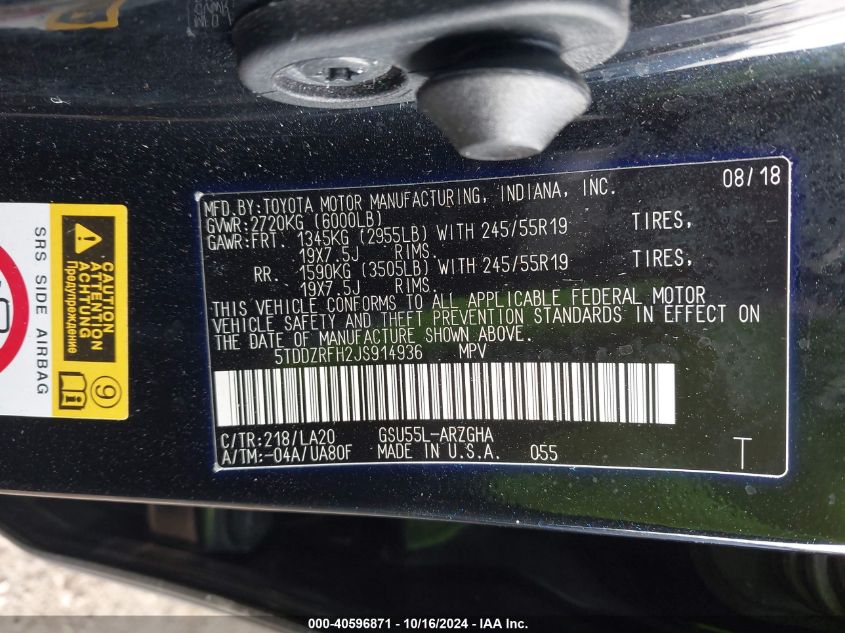 MFD.BY:TOYOTA MOTOR MANUFACTURING, INDIANA, INC. 08/18
GVWR:2720KG (6000LB)
GAWR:FRT. 1345KG (2955LB) WITH 245/55R19 TIRES,
19X7.5J RIMS.
RR. 1590KG (3505LB) WITH 245/55R19 TIRES,
19X7.5J RIMS.
THIS VEHICLE CONFORMS TO ALL APPLICABLE FEDERAL MOTOR
VEHICLE SAFETY AND THEFT PREVENTION STANDARDS IN EFFECT ON
THE DATE OF MANUFACTURE SHOWN ABOVE.
5TDDZRFH2JS914936 MPV
C/TR:218/LA20 GSU55L-ARZGHA
A/TM:-04A/UA80F MADE IN U.S.A. 055 T
SRS SIDE AIRBAG
CAUTION
ATTENTION
ACHTUNG
Предупреждение
9
000-40596871 - 10/16/2024 - IAA Inc.